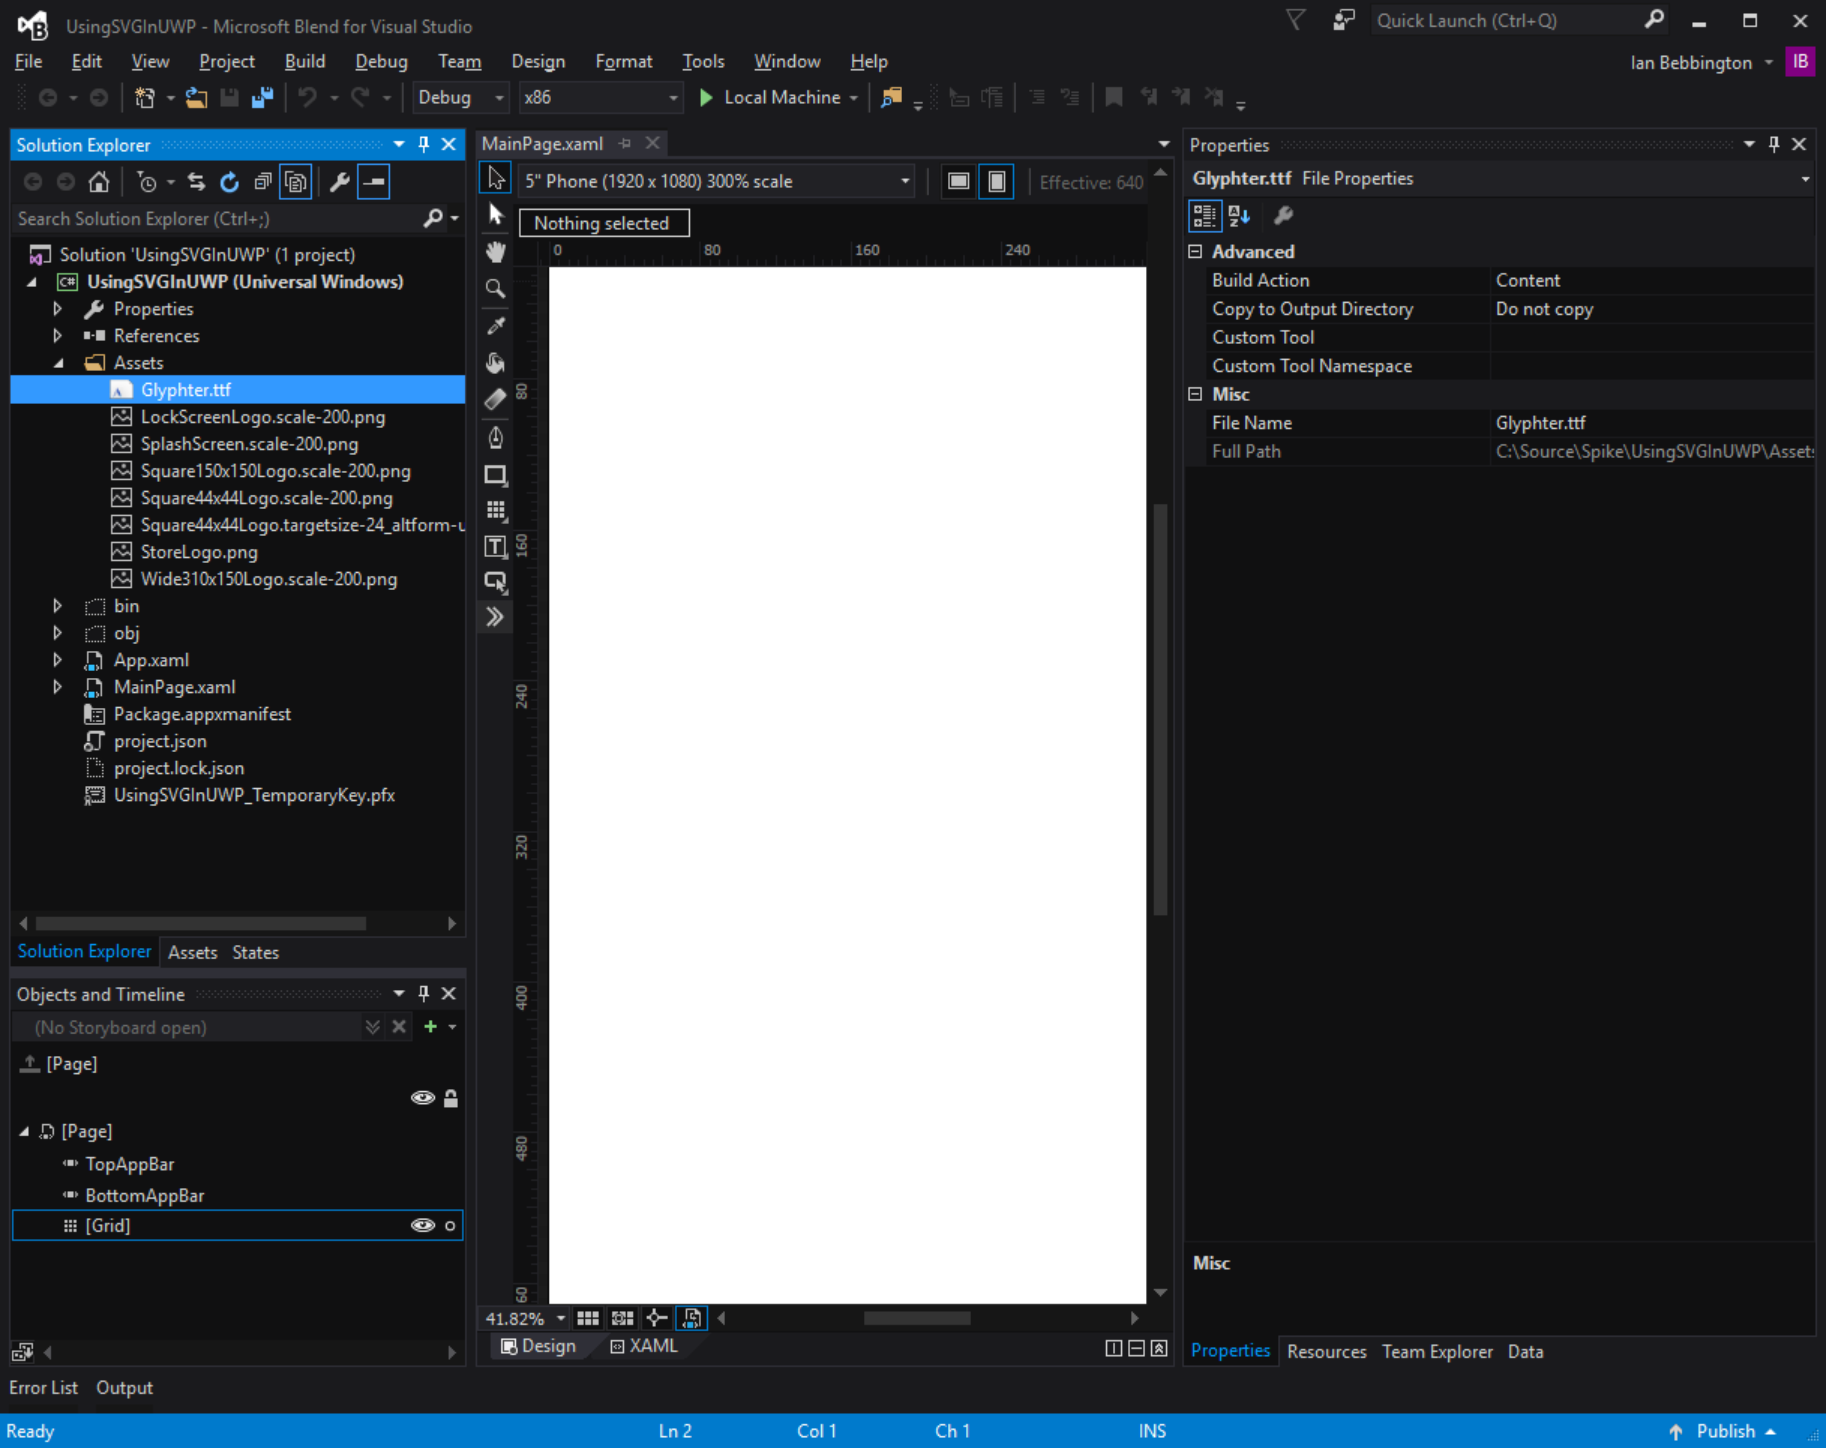 UsingSVGInUWP - Microsoft Blend for Visual Studio
Quick Launch (Ctrl+Q)
File Edit View Project Build Debug Team Design Format Tools Window Help
Ian Bebbington IB
Debug x86 Local Machine
Solution Explorer
Search Solution Explorer (Ctrl+;)
Solution 'UsingSVGInUWP' (1 project)
C# UsingSVGInUWP (Universal Windows)
Properties
References
Assets
Glyphter.ttf
LockScreenLogo.scale-200.png
SplashScreen.scale-200.png
Square150x150Logo.scale-200.png
Square44x44Logo.scale-200.png
Square44x44Logo.targetsize-24_altform-u
StoreLogo.png
Wide310x150Logo.scale-200.png
bin
obj
App.xaml
MainPage.xaml
Package.appxmanifest
project.json
project.lock.json
UsingSVGInUWP_TemporaryKey.pfx
Solution Explorer Assets States
Objects and Timeline
(No Storyboard open)
[Page]
[Page]
TopAppBar
BottomAppBar
[Grid]
MainPage.xaml
5" Phone (1920 x 1080) 300% scale
Effective: 640
Nothing selected
0 80 160 240
80
160
240
320
400
480
60
41.82%
Design XAML
Properties
Glyphter.ttf File Properties
Advanced
Build Action Content
Copy to Output Directory Do not copy
Custom Tool
Custom Tool Namespace
Misc
File Name Glyphter.ttf
Full Path C:\Source\Spike\UsingSVGInUWP\Assets
Misc
Properties Resources Team Explorer Data
Error List Output
Ready Ln 2 Col 1 Ch 1 INS Publish